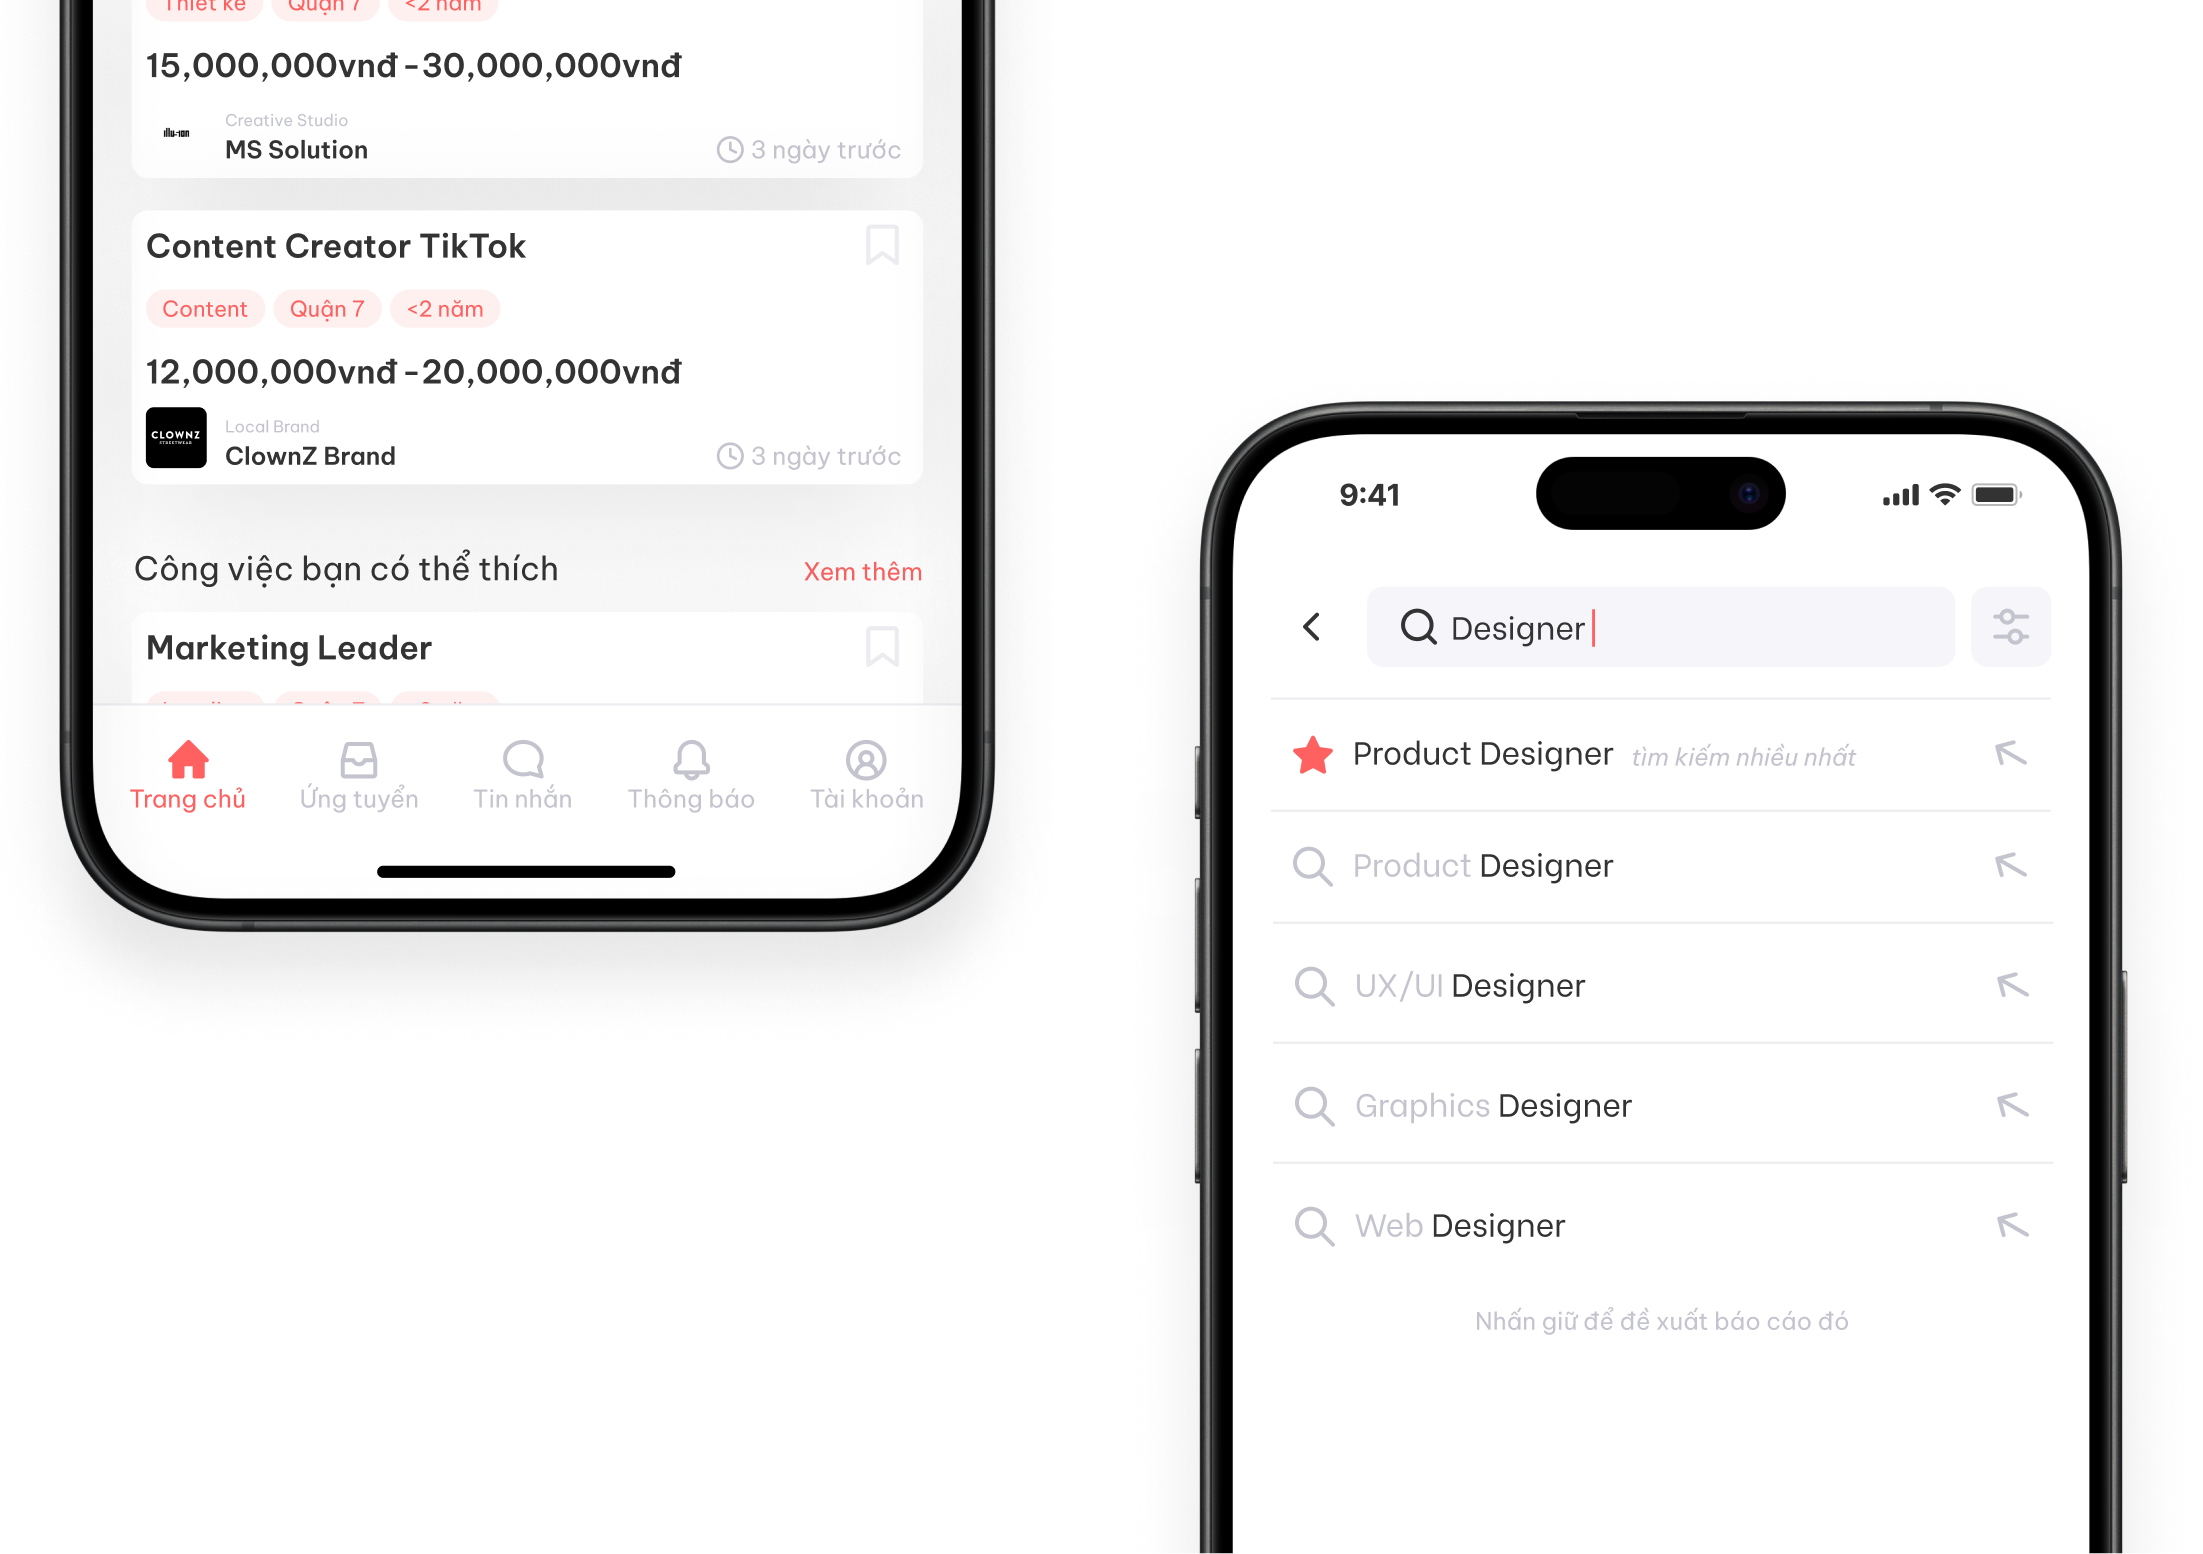 Thiết kế
Quận 7
<2 năm
15,000,000vnđ - 30,000,000vnđ
Creative Studio
MS Solution
3 ngày trước
Content Creator TikTok
Content
Quận 7
<2 năm
12,000,000vnđ - 20,000,000vnđ
CLOWNZ
STREETWEAR
Local Brand
ClownZ Brand
3 ngày trước
Công việc bạn có thể thích
Xem thêm
Marketing Leader
Trang chủ
Ứng tuyển
Tin nhắn
Thông báo
Tài khoản
9:41
Designer
Product Designer tìm kiếm nhiều nhất
Product Designer
UX/UI Designer
Graphics Designer
Web Designer
Nhấn giữ để đề xuất báo cáo đó